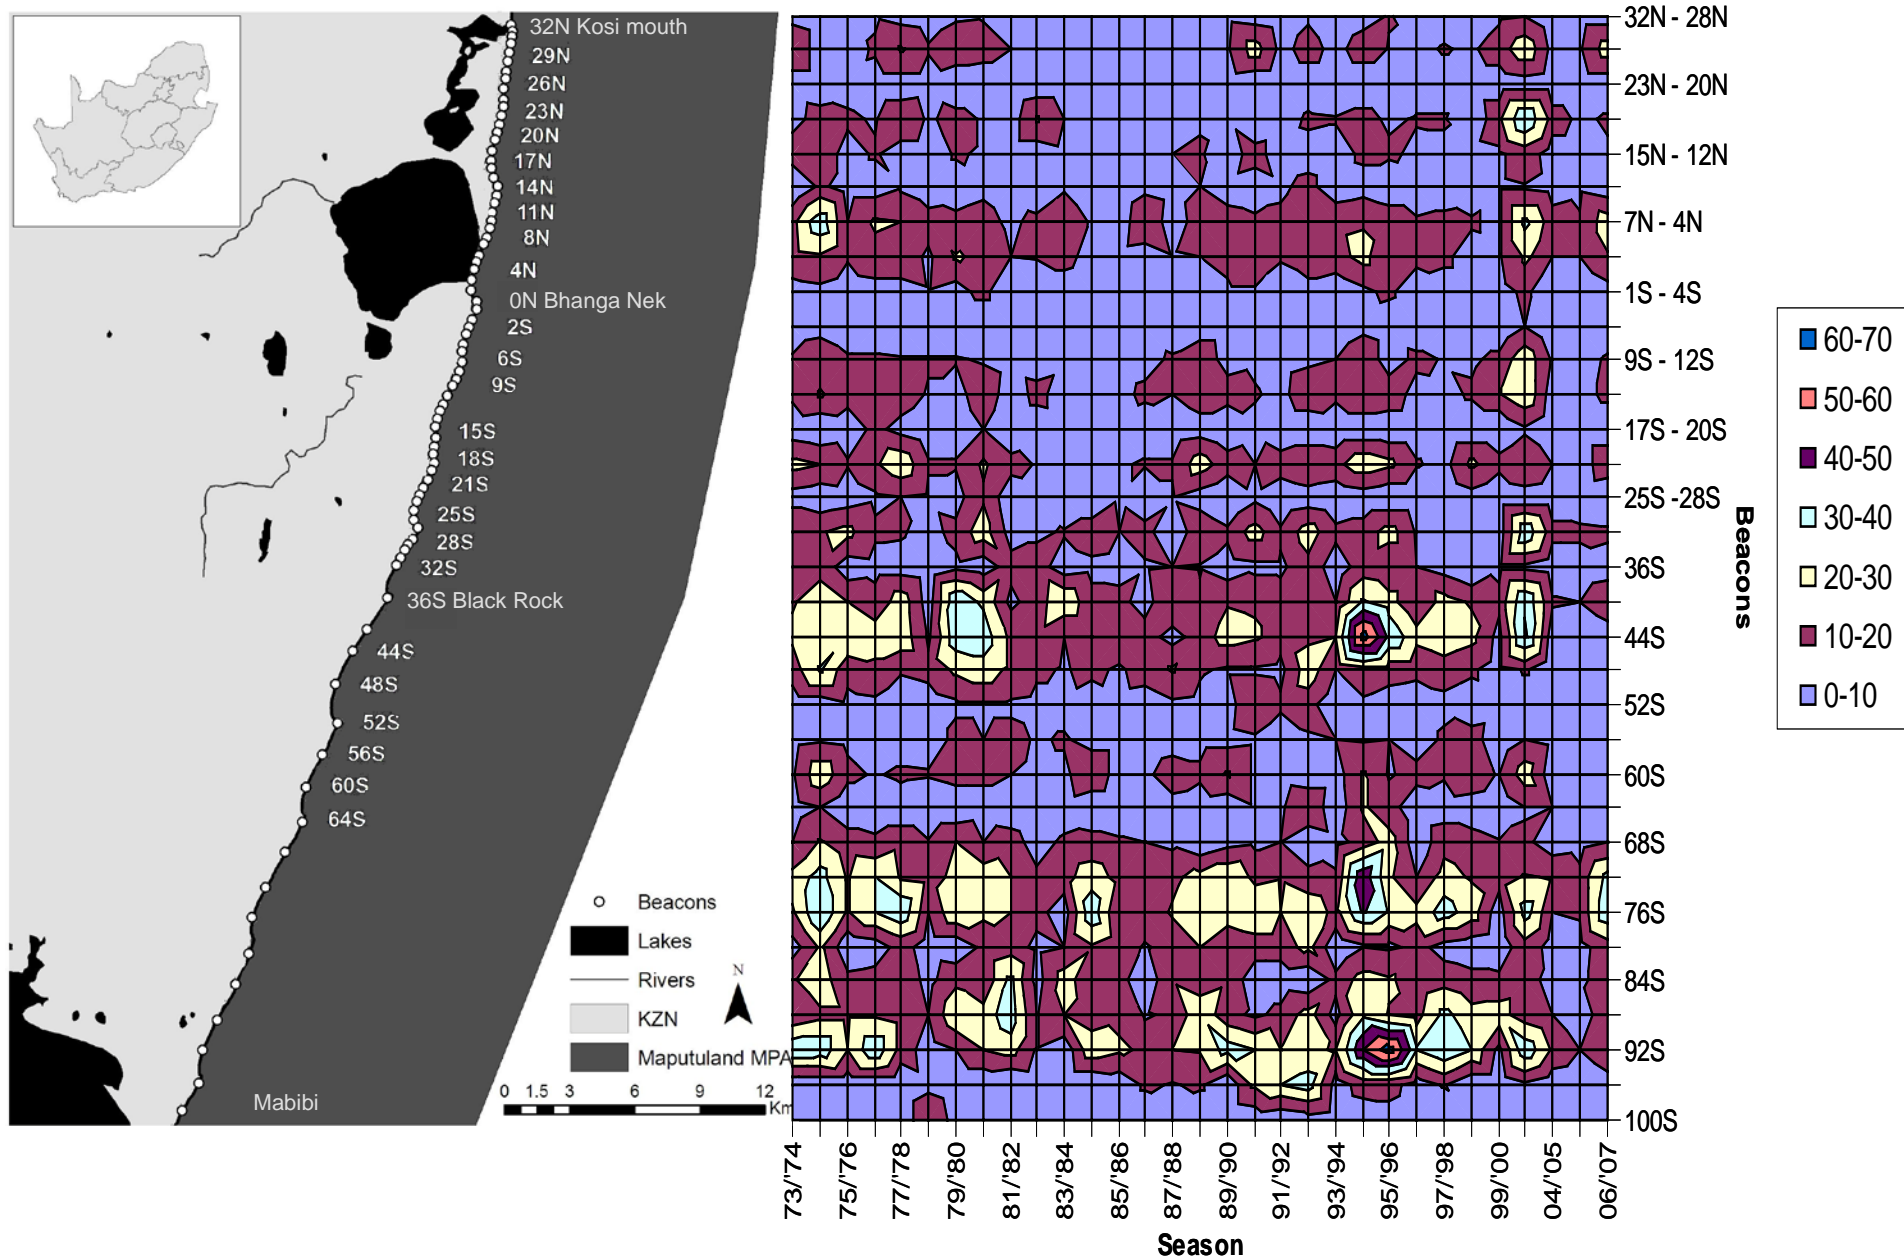 32N Kosi mouth
29N
26N
23N
20N
17N
14N
11N
8N
4N
0N Bhanga Nek
2S
6S
9S
15S
18S
21S
25S
28S
32S
36S Black Rock
44S
48S
52S
56S
60S
64S
Mabibi
Beacons
Lakes
Rivers
KZN
Maputuland MPA
N
0 1.5 3 6 9 12
Km
32N - 28N
23N - 20N
15N - 12N
7N - 4N
1S - 4S
9S - 12S
17S - 20S
25S -28S
36S
44S
52S
60S
68S
76S
84S
92S
100S
Beacons
73/'74
75/'76
77/'78
79/'80
81/'82
83/'84
85/'86
87/'88
89/'90
91/'92
93/'94
95/'96
97/'98
99/'00
04/'05
06/'07
Season
60-70
50-60
40-50
30-40
20-30
10-20
0-10